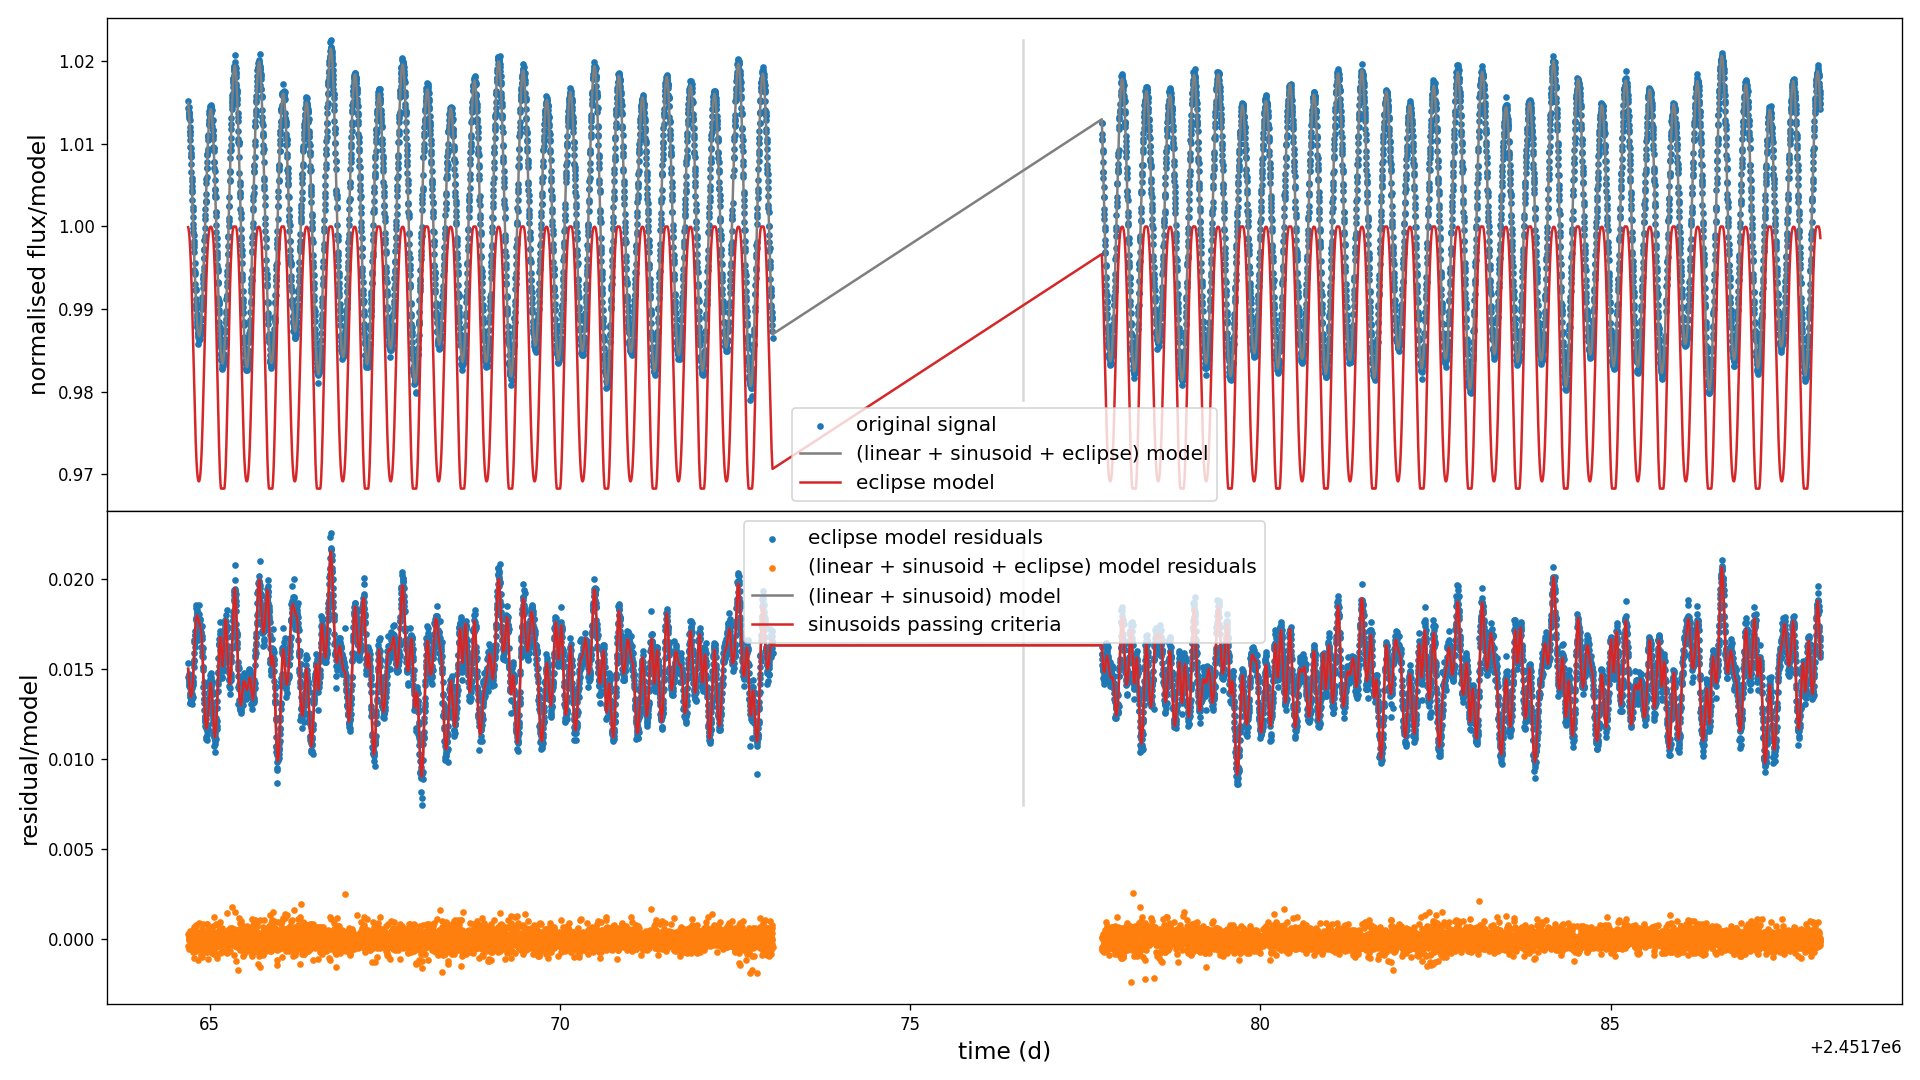 normalised flux/model
1.02
1.01
1.00
0.99
0.98
0.97
original signal
(linear + sinusoid + eclipse) model
eclipse model
residual/model
0.020
0.015
0.010
0.005
0.000
eclipse model residuals
(linear + sinusoid + eclipse) model residuals
(linear + sinusoid) model
sinusoids passing criteria
65
70
75
80
85
time (d)
+2.4517e6